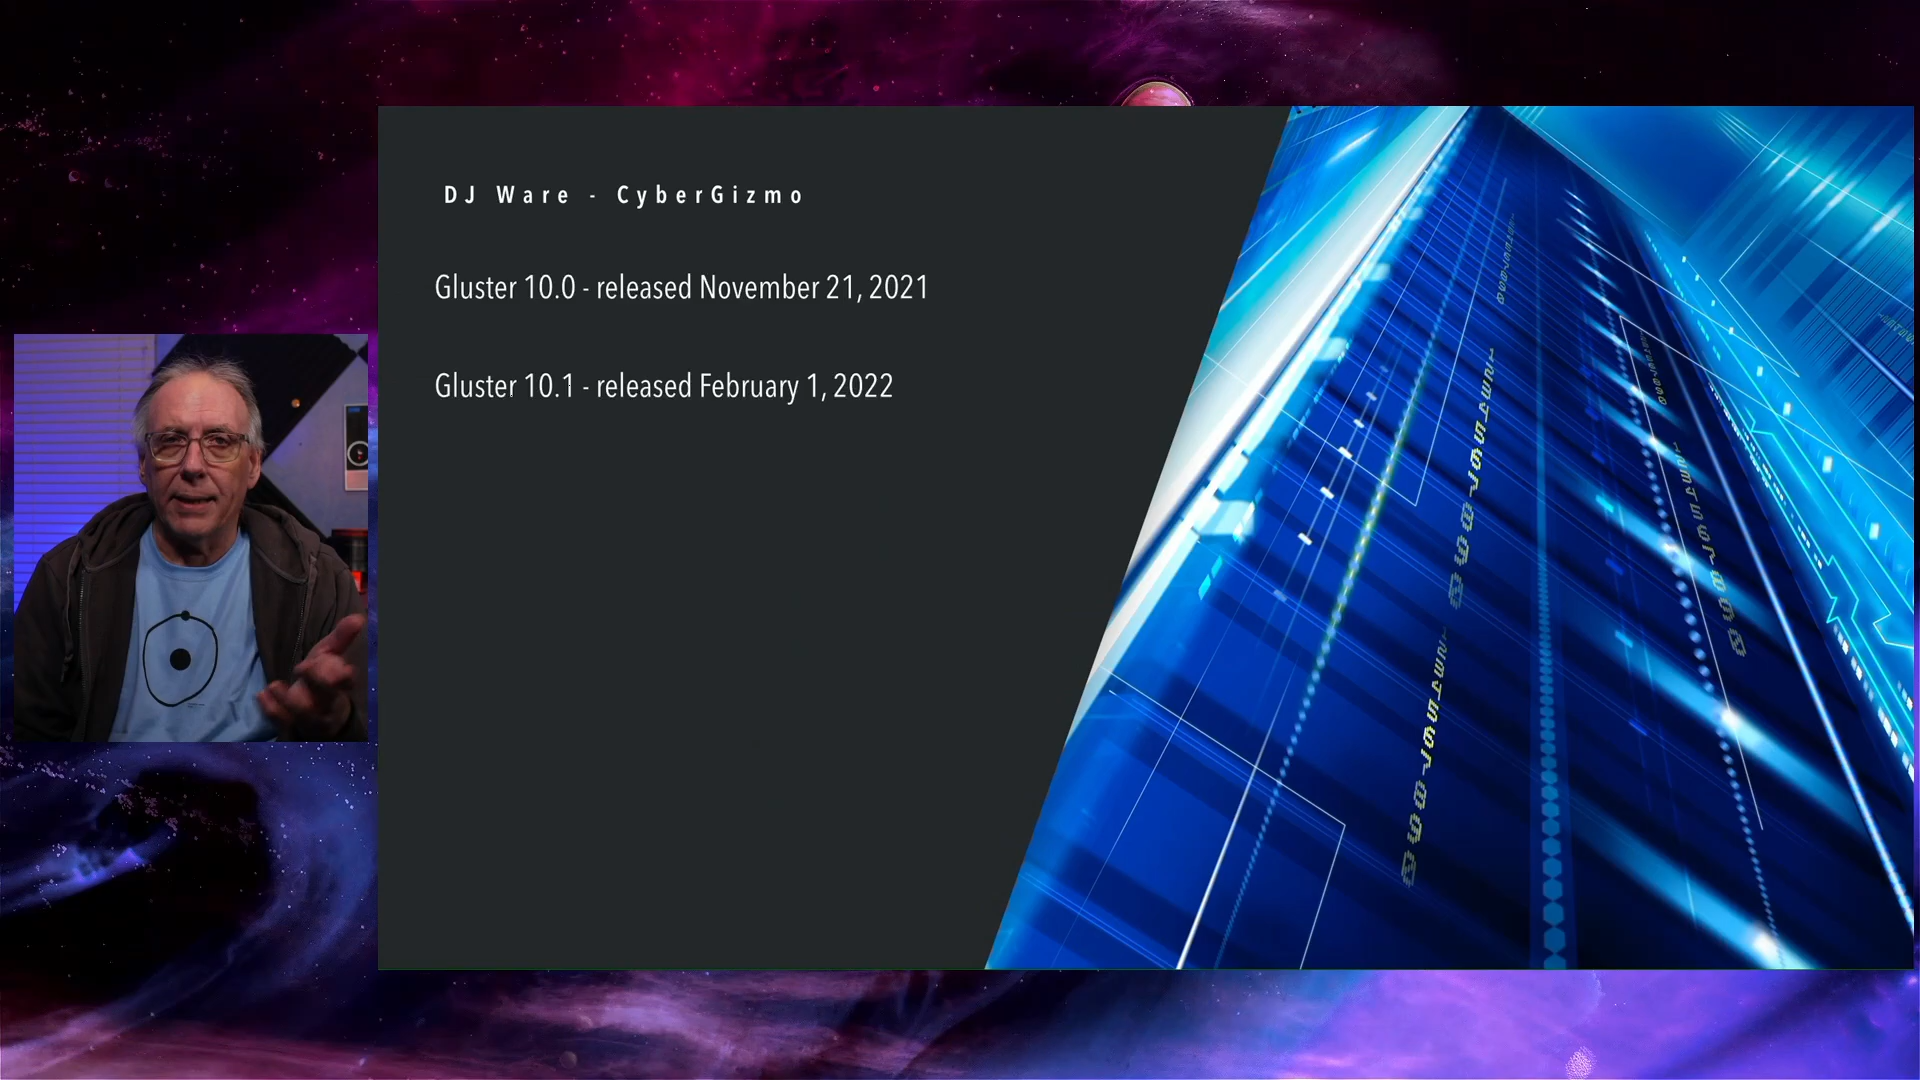 DJ Ware - CyberGizmo
Gluster 10.0 - released November 21, 2021
Gluster 10.1 - released February 1, 2022